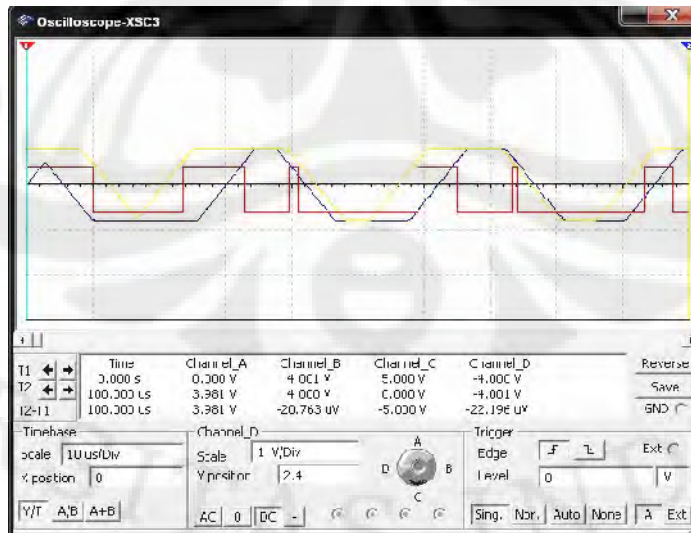 Oscilloscope-XSC3
Time Channel_A Channel_B Channel_C Channel_D
T1 0.000 s 0.000 V 4.001 V 5.000 V -4.000 V
T2 100.000 us 3.981 V 4.000 V 0.000 V -4.001 V
T2-T1 100.000 us 3.981 V -20.763 uV -5.000 V -22.196 uV
Reverse
Save
GND
Timebase
Scale 10 us/Div
X position 0
Y/T A/B A+B
Channel_D
Scale 1 V/Div
Y position 2.4
AC 0 DC -
A
D B
C
Trigger
Edge Ext
Level 0 V
Sing. Nor. Auto None A Ext